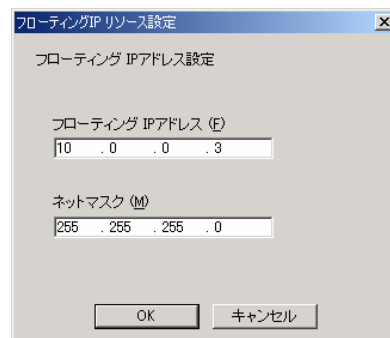 フローティングIP リソース設定
フローティング IPアドレス設定
フローティング IPアドレス (F)
10 . 0 . 0 . 3
ネットマスク (M)
255 . 255 . 255 . 0
OK キャンセル